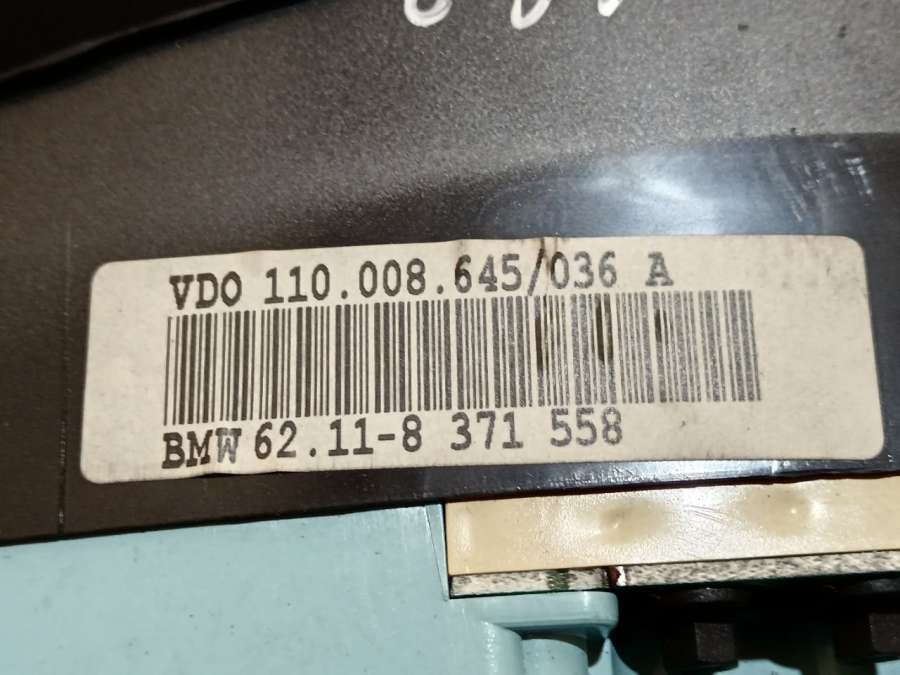 VDO 110.008.645/036 A
BMW 62.11-8 371 558